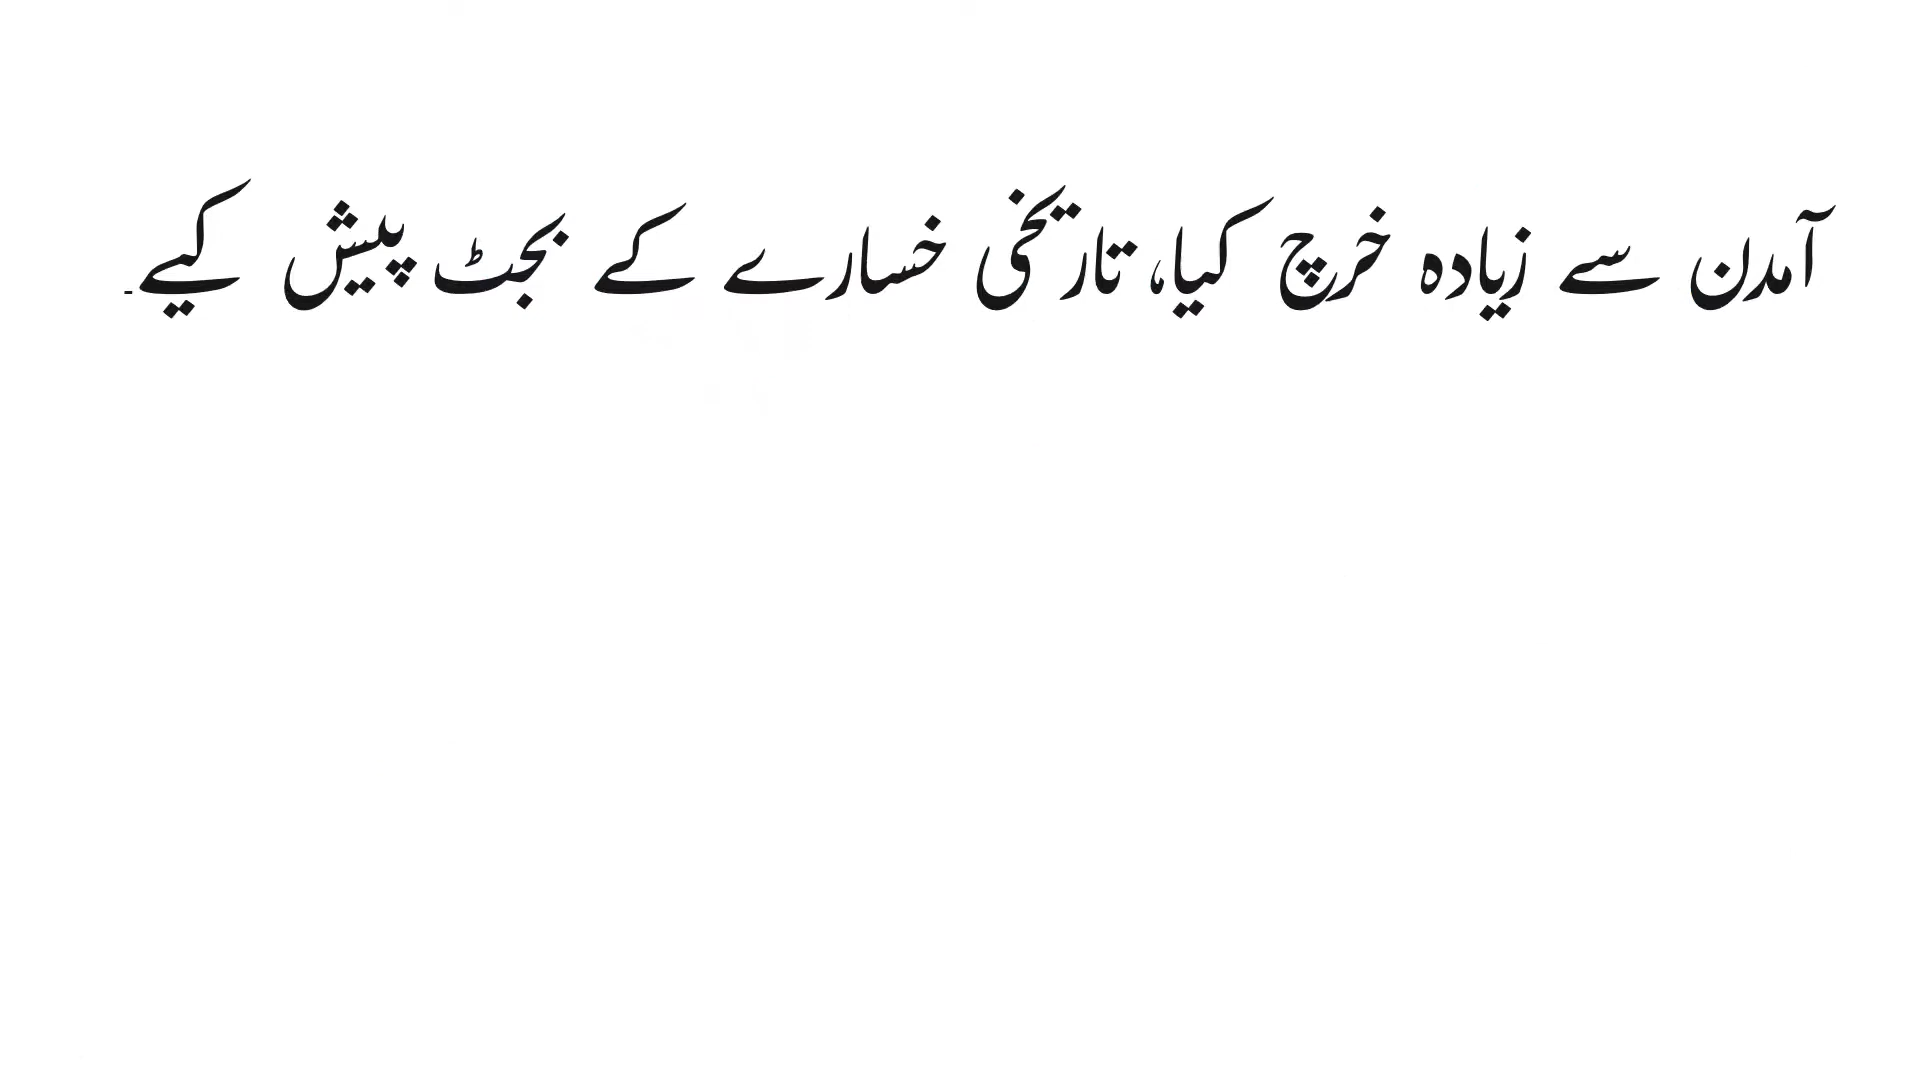 آمدن سے زیادہ خرچ کیا، تاریخی خسارے کے بجٹ پیش کیے۔